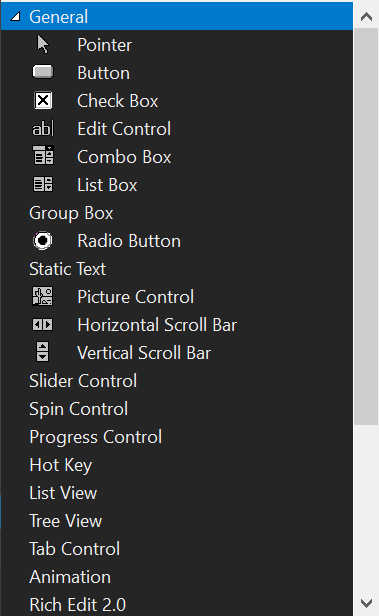 General
Pointer
Button
Check Box
ab| Edit Control
Combo Box
List Box
Group Box
Radio Button
Static Text
Picture Control
Horizontal Scroll Bar
Vertical Scroll Bar
Slider Control
Spin Control
Progress Control
Hot Key
List View
Tree View
Tab Control
Animation
Rich Edit 2.0